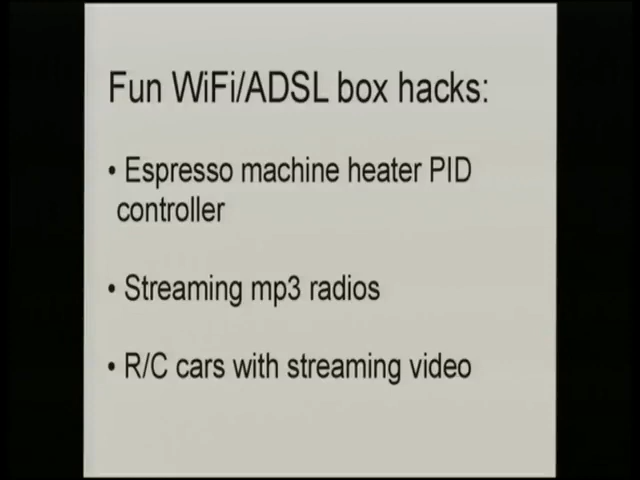 Fun WiFi/ADSL box hacks:
• Espresso machine heater PID
controller
• Streaming mp3 radios
• R/C cars with streaming video